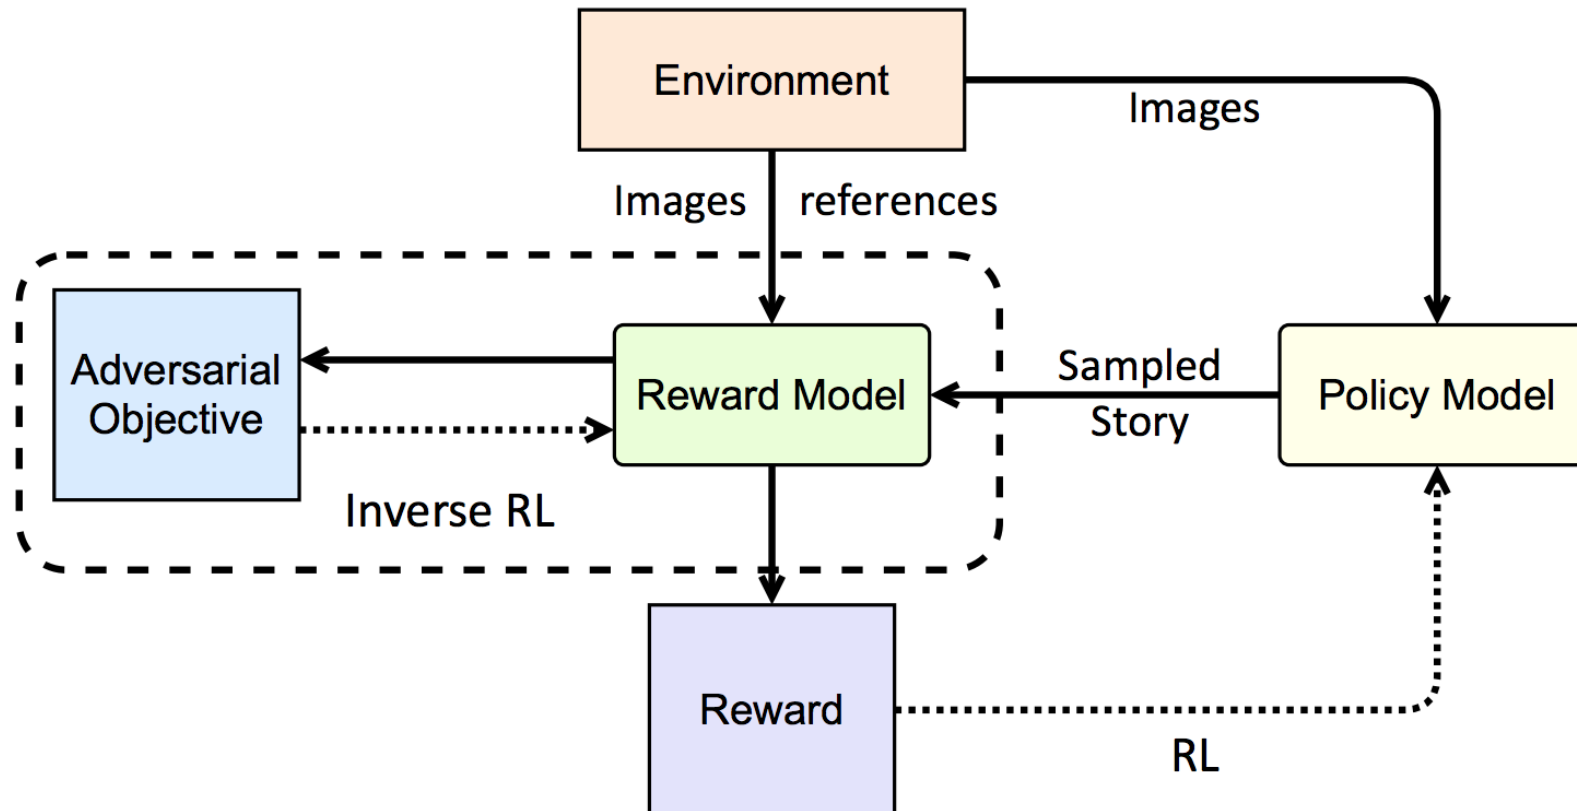 Environment
Images
Images references
Adversarial
Objective
Reward Model
Sampled
Story
Policy Model
Inverse RL
Reward
RL